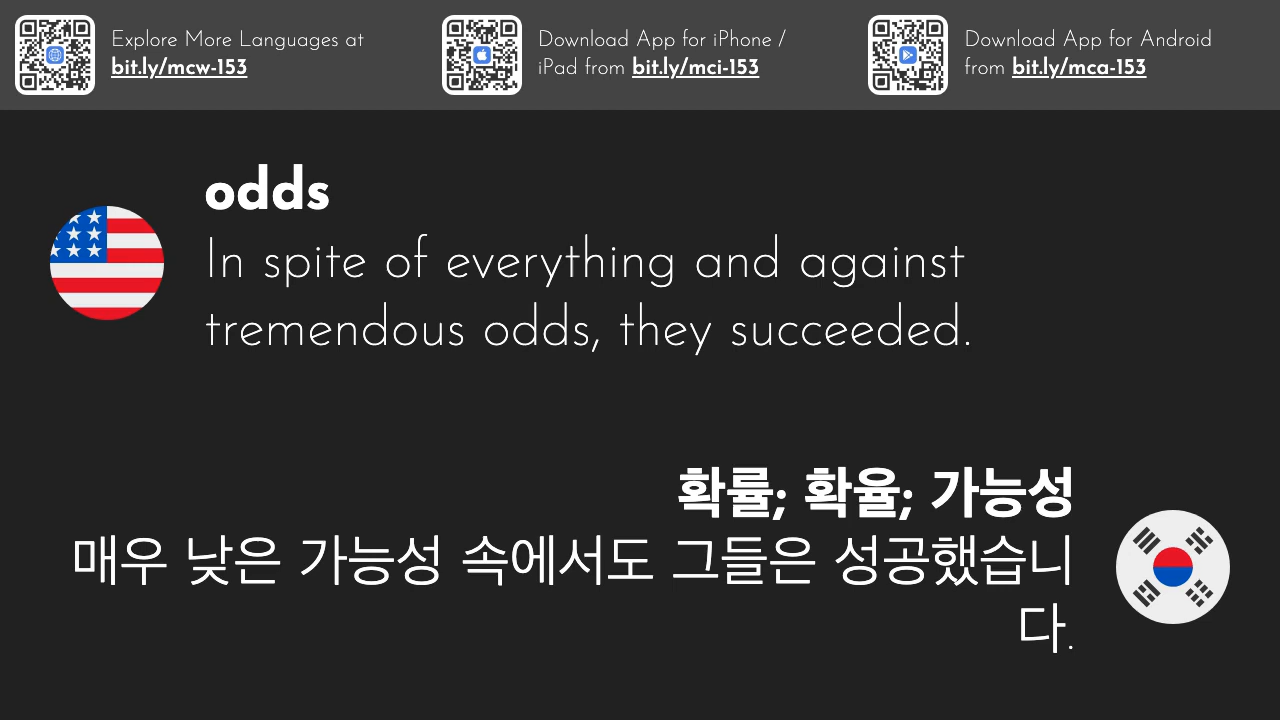 Explore More Languages at
bit.ly/mcw-153
Download App for iPhone /
iPad from bit.ly/mci-153
Download App for Android
from bit.ly/mca-153
odds
In spite of everything and against
tremendous odds, they succeeded.
확률; 확율; 가능성
매우 낮은 가능성 속에서도 그들은 성공했습니
다.